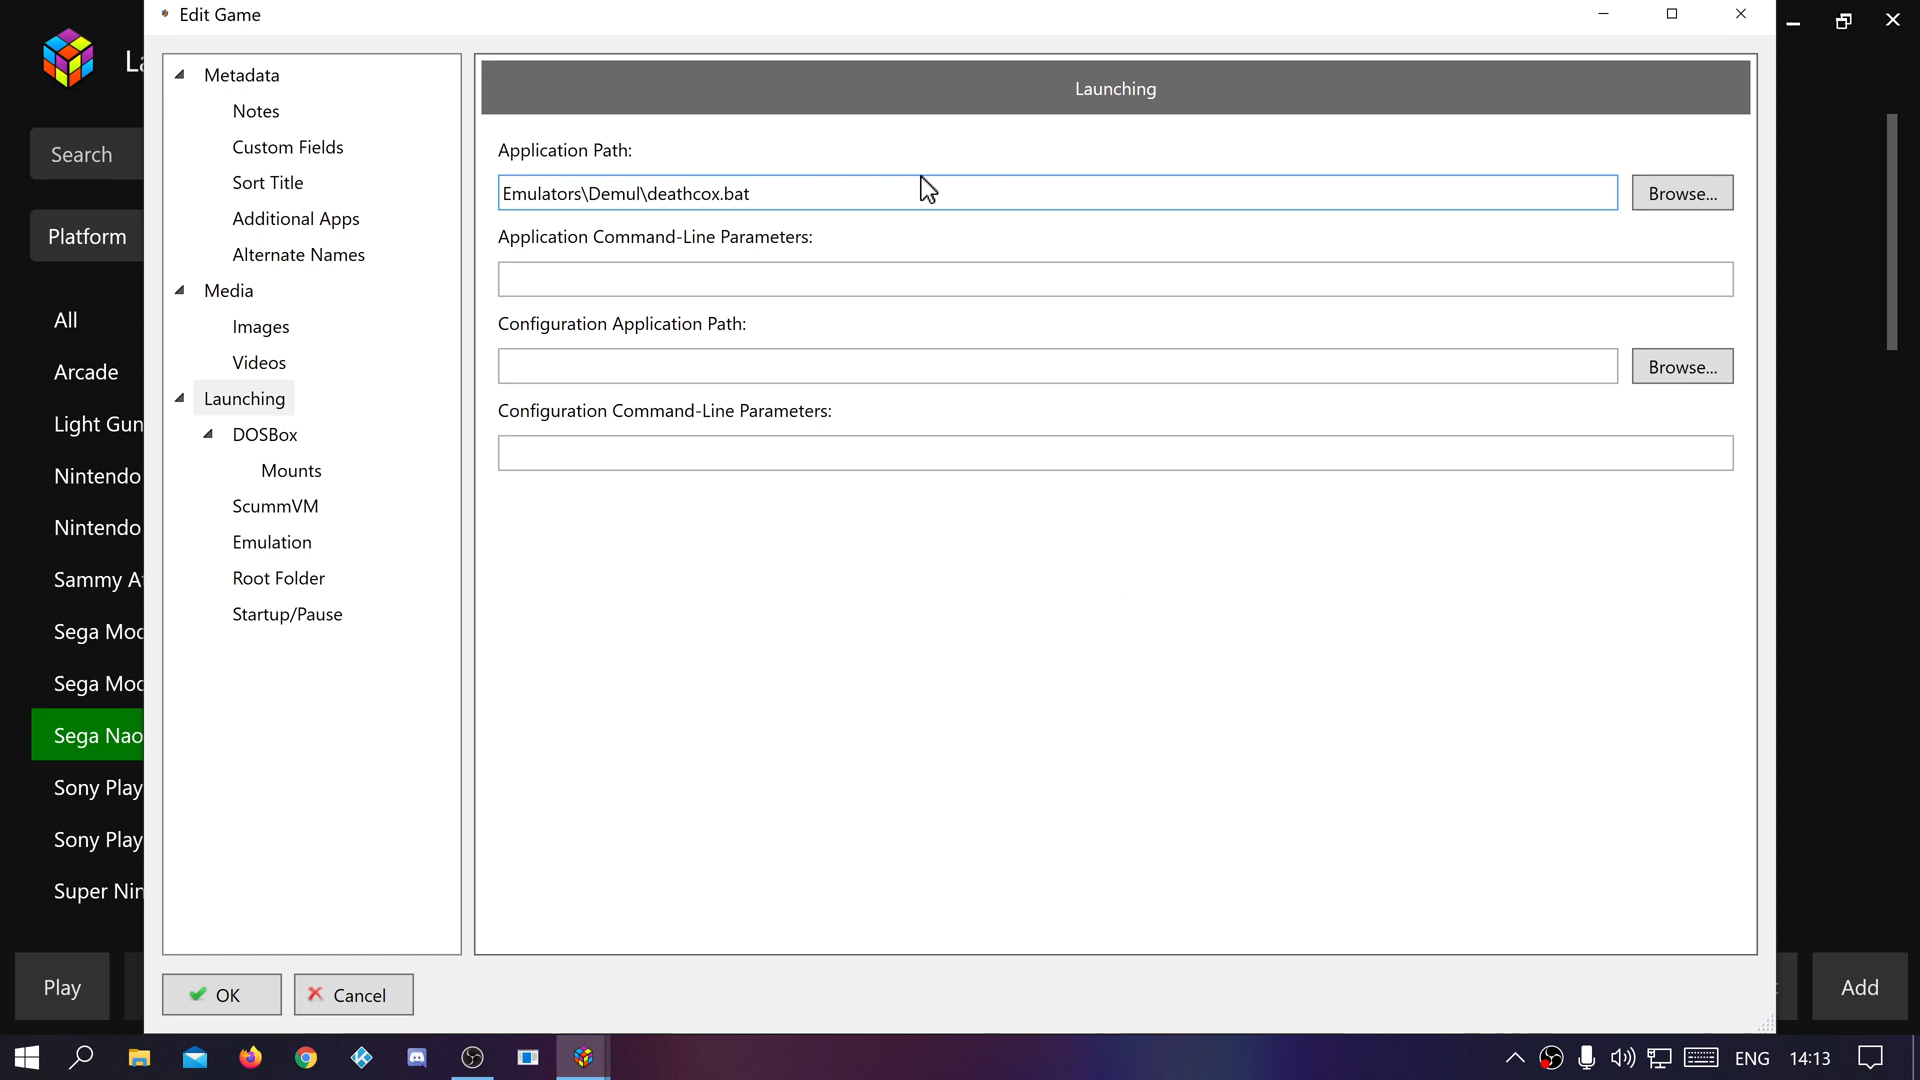 Edit Game
La
Search
Platform
All
Arcade
Light Gun
Nintendo
Nintendo
Sammy A
Sega Mod
Sega Mod
Sega Nao
Sony Play
Sony Play
Super Nin
Play
Metadata
Notes
Custom Fields
Sort Title
Additional Apps
Alternate Names
Media
Images
Videos
Launching
DOSBox
Mounts
ScummVM
Emulation
Root Folder
Startup/Pause
Launching
Application Path:
Emulators\Demul\deathcox.bat
Browse...
Application Command-Line Parameters:
Configuration Application Path:
Browse...
Configuration Command-Line Parameters:
OK
Cancel
Add
ENG
14:13